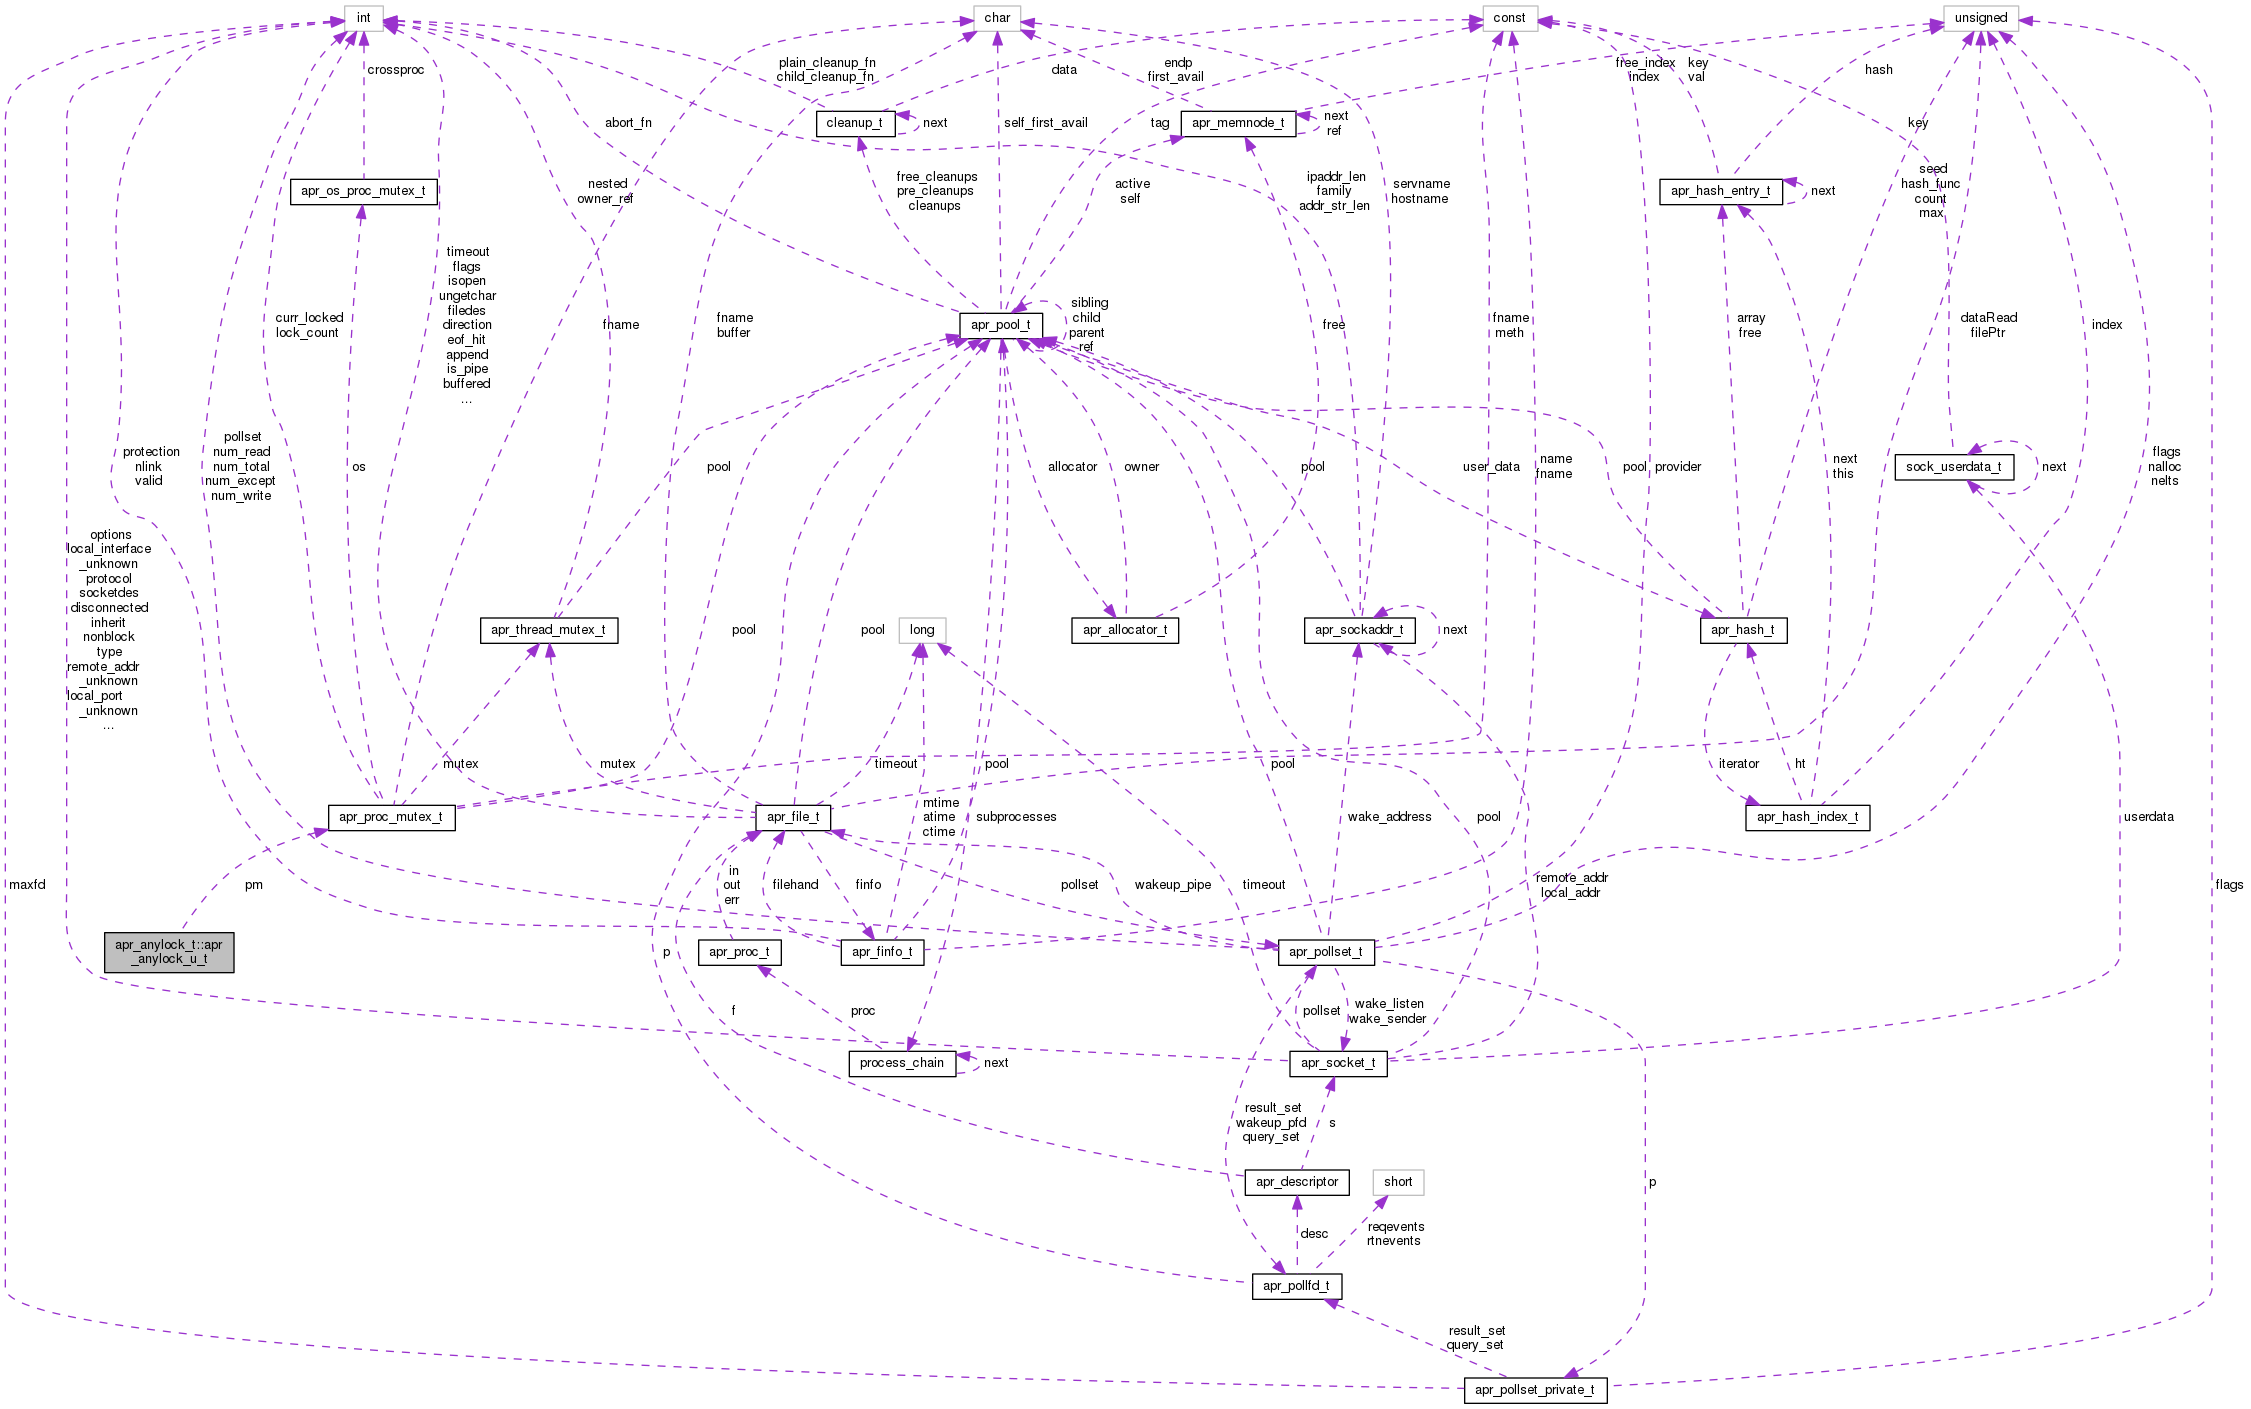 int
char
const
unsigned
crossproc
plain_cleanup_fn
child_cleanup_fn
data
endp
first_avail
free_index
index
key
val
hash
cleanup_t
next
abort_fn
self_first_avail
tag
apr_memnode_t
next
ref
key
apr_os_proc_mutex_t
nested
owner_ref
free_cleanups
pre_cleanups
cleanups
active
self
ipaddr_len
family
addr_str_len
servname
hostname
apr_hash_entry_t
next
seed
hash_func
count
max
timeout
flags
isopen
ungetchar
filedes
direction
eof_hit
append
is_pipe
buffered
...
curr_locked
lock_count
fname
fname
buffer
apr_pool_t
sibling
child
parent
ref
free
fname
meth
array
free
dataRead
filePtr
index
protection
nlink
valid
pollset
num_read
num_total
num_except
num_write
os
pool
allocator
owner
pool
user_data
name
fname
pool
provider
next
this
sock_userdata_t
next
flags
nalloc
nelts
options
local_interface
_unknown
protocol
socketdes
disconnected
inherit
nonblock
type
remote_addr
_unknown
local_port
_unknown
...
apr_thread_mutex_t
pool
pool
long
apr_allocator_t
apr_sockaddr_t
next
apr_hash_t
mutex
mutex
timeout
pool
pool
iterator
ht
apr_proc_mutex_t
apr_file_t
mtime
atime
ctime
subprocesses
wake_address
pool
apr_hash_index_t
userdata
maxfd
pm
in
out
err
filehand
finfo
pollset
wakeup_pipe
timeout
remote_addr
local_addr
flags
apr_anylock_t::apr
_anylock_u_t
p
apr_proc_t
apr_finfo_t
apr_pollset_t
f
proc
pollset
wake_listen
wake_sender
process_chain
next
apr_socket_t
result_set
wakeup_pfd
query_set
s
apr_descriptor
short
p
desc
reqevents
rtnevents
apr_pollfd_t
result_set
query_set
apr_pollset_private_t